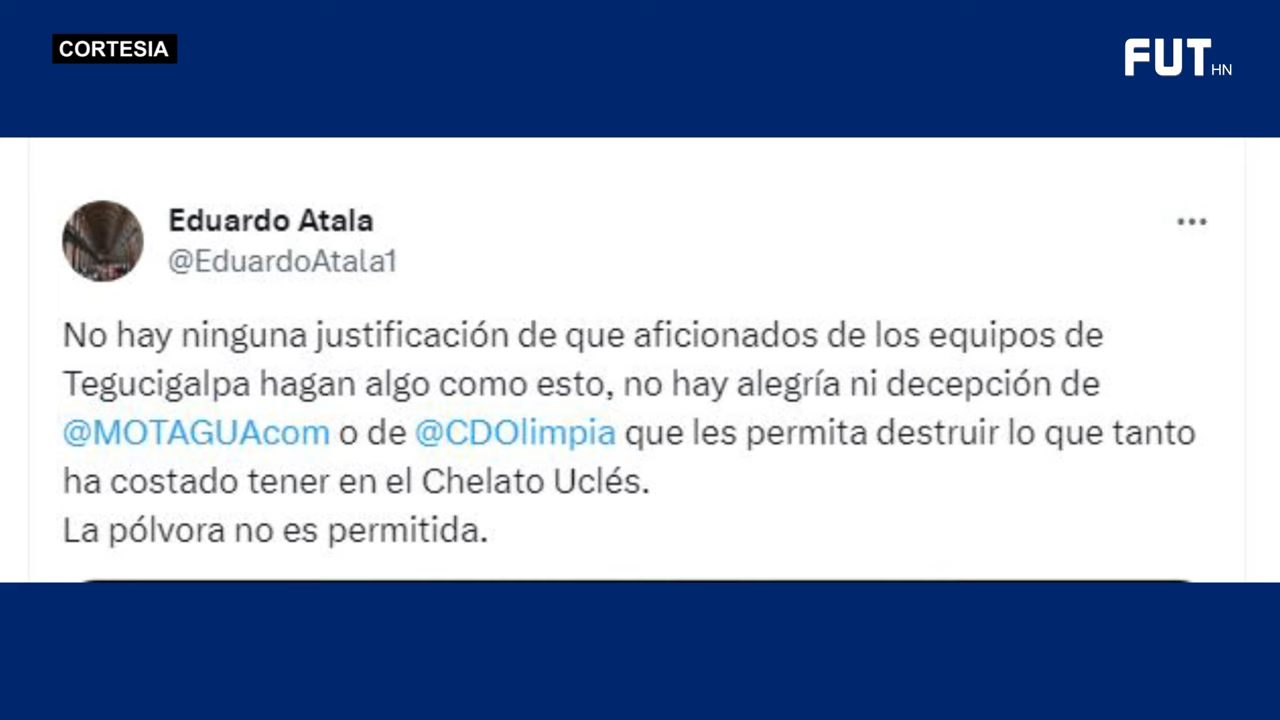 CORTESIA
FUT HN
Eduardo Atala
@EduardoAtala1
No hay ninguna justificación de que aficionados de los equipos de
Tegucigalpa hagan algo como esto, no hay alegría ni decepción de
@MOTAGUAcom o de @CDOlimpia que les permita destruir lo que tanto
ha costado tener en el Chelato Uclés.
La pólvora no es permitida.